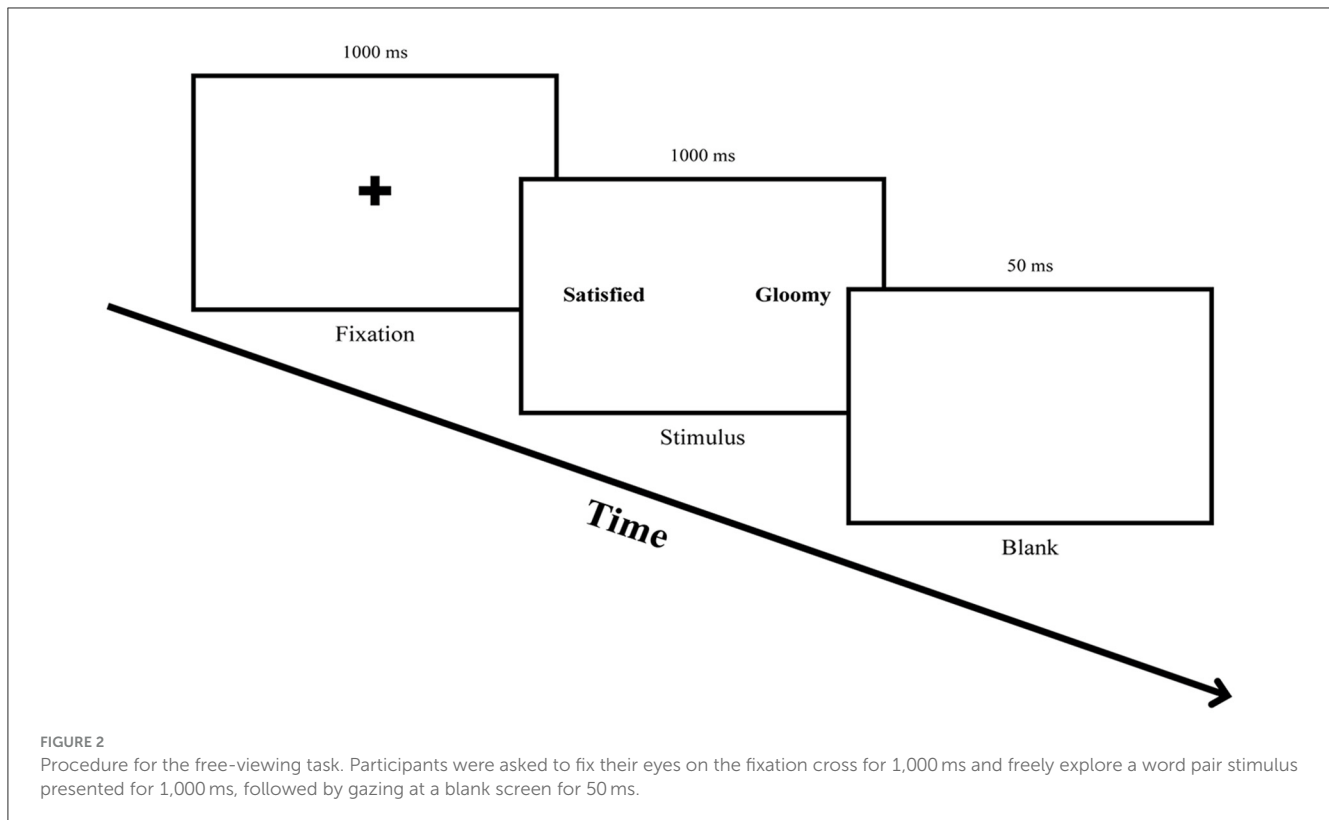 1000 ms
Fixation
1000 ms
Satisfied Gloomy
Stimulus
50 ms
Blank
Time
FIGURE 2
Procedure for the free-viewing task. Participants were asked to fix their eyes on the fixation cross for 1,000 ms and freely explore a word pair stimulus
presented for 1,000 ms, followed by gazing at a blank screen for 50 ms.